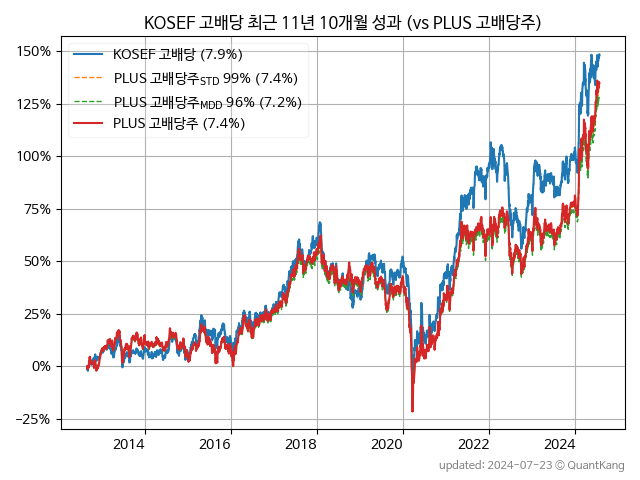 KOSEF 고배당 최근 11년 10개월 성과 (vs PLUS 고배당주)
150%
125%
100%
75%
50%
25%
0%
−25%
KOSEF 고배당 (7.9%)
PLUS 고배당주STD 99% (7.4%)
PLUS 고배당주MDD 96% (7.2%)
PLUS 고배당주 (7.4%)
2014 2016 2018 2020 2022 2024
updated: 2024-07-23 © QuantKang